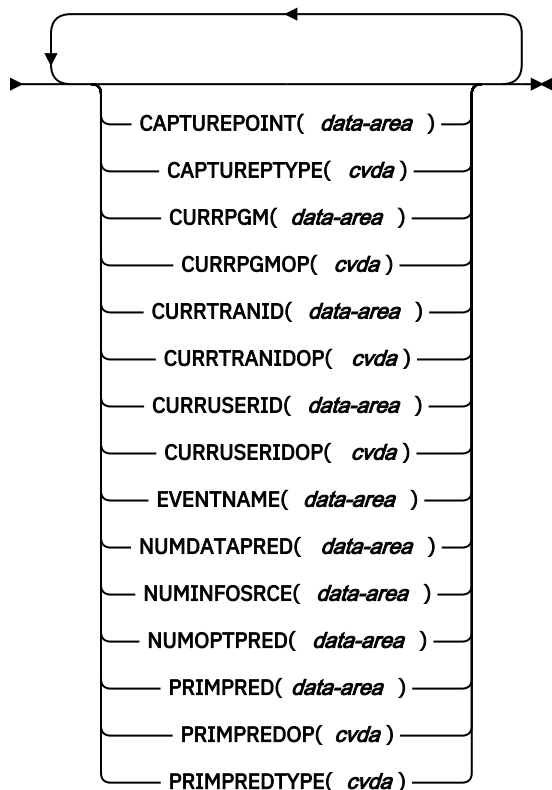 CAPTUREPOINT( data-area )
CAPTUREPTYPE( cvda )
CURRPGM( data-area )
CURRPGMOP( cvda )
CURRTRANID( data-area )
CURRTRANIDOP( cvda )
CURRUSERID( data-area )
CURRUSERIDOP( cvda )
EVENTNAME( data-area )
NUMDATAPRED( data-area )
NUMINFOSRCE( data-area )
NUMOPTPRED( data-area )
PRIMPRED( data-area )
PRIMPREDOP( cvda )
PRIMPREDTYPE( cvda )